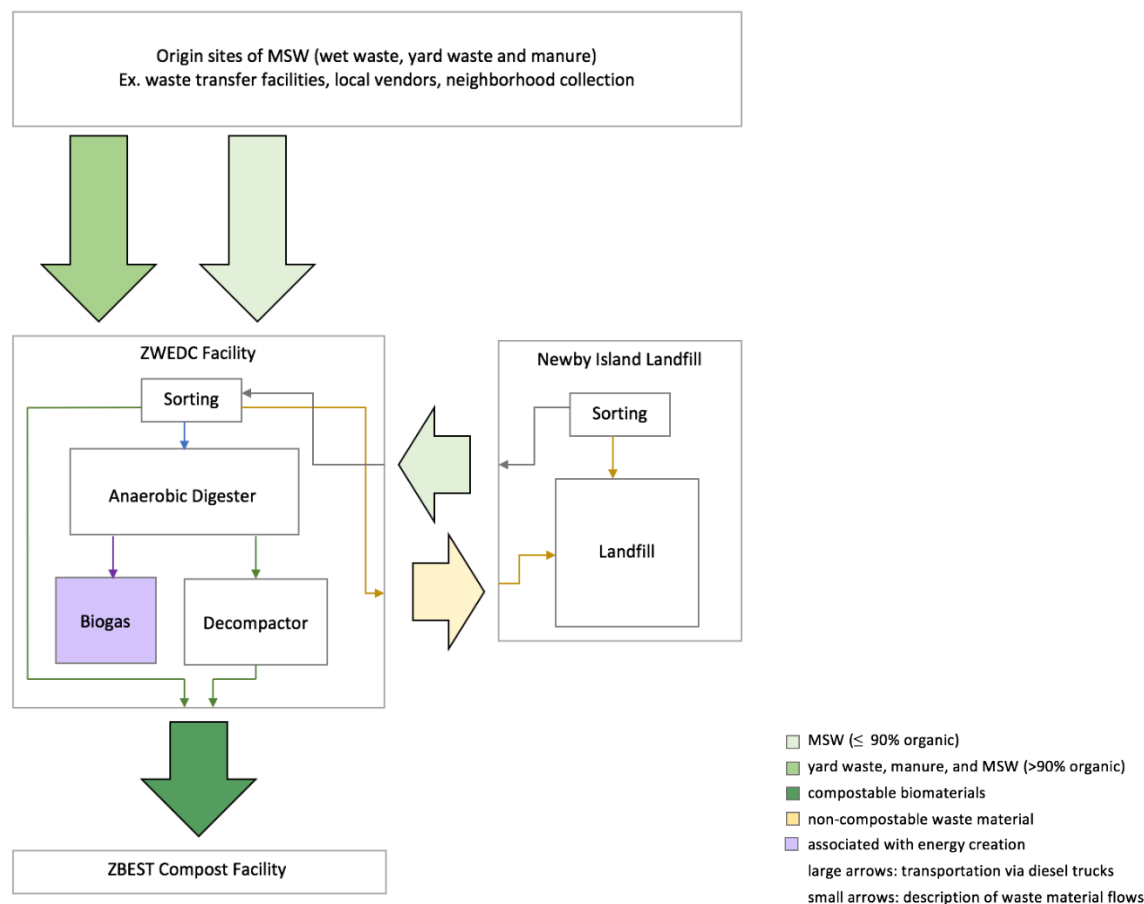 Origin sites of MSW (wet waste, yard waste and manure)
Ex. waste transfer facilities, local vendors, neighborhood collection
ZWEDC Facility
Sorting
Anaerobic Digester
Biogas
Decompactor
Newby Island Landfill
Sorting
Landfill
ZBEST Compost Facility
MSW (≤ 90% organic)
yard waste, manure, and MSW (>90% organic)
compostable biomaterials
non-compostable waste material
associated with energy creation
large arrows: transportation via diesel trucks
small arrows: description of waste material flows